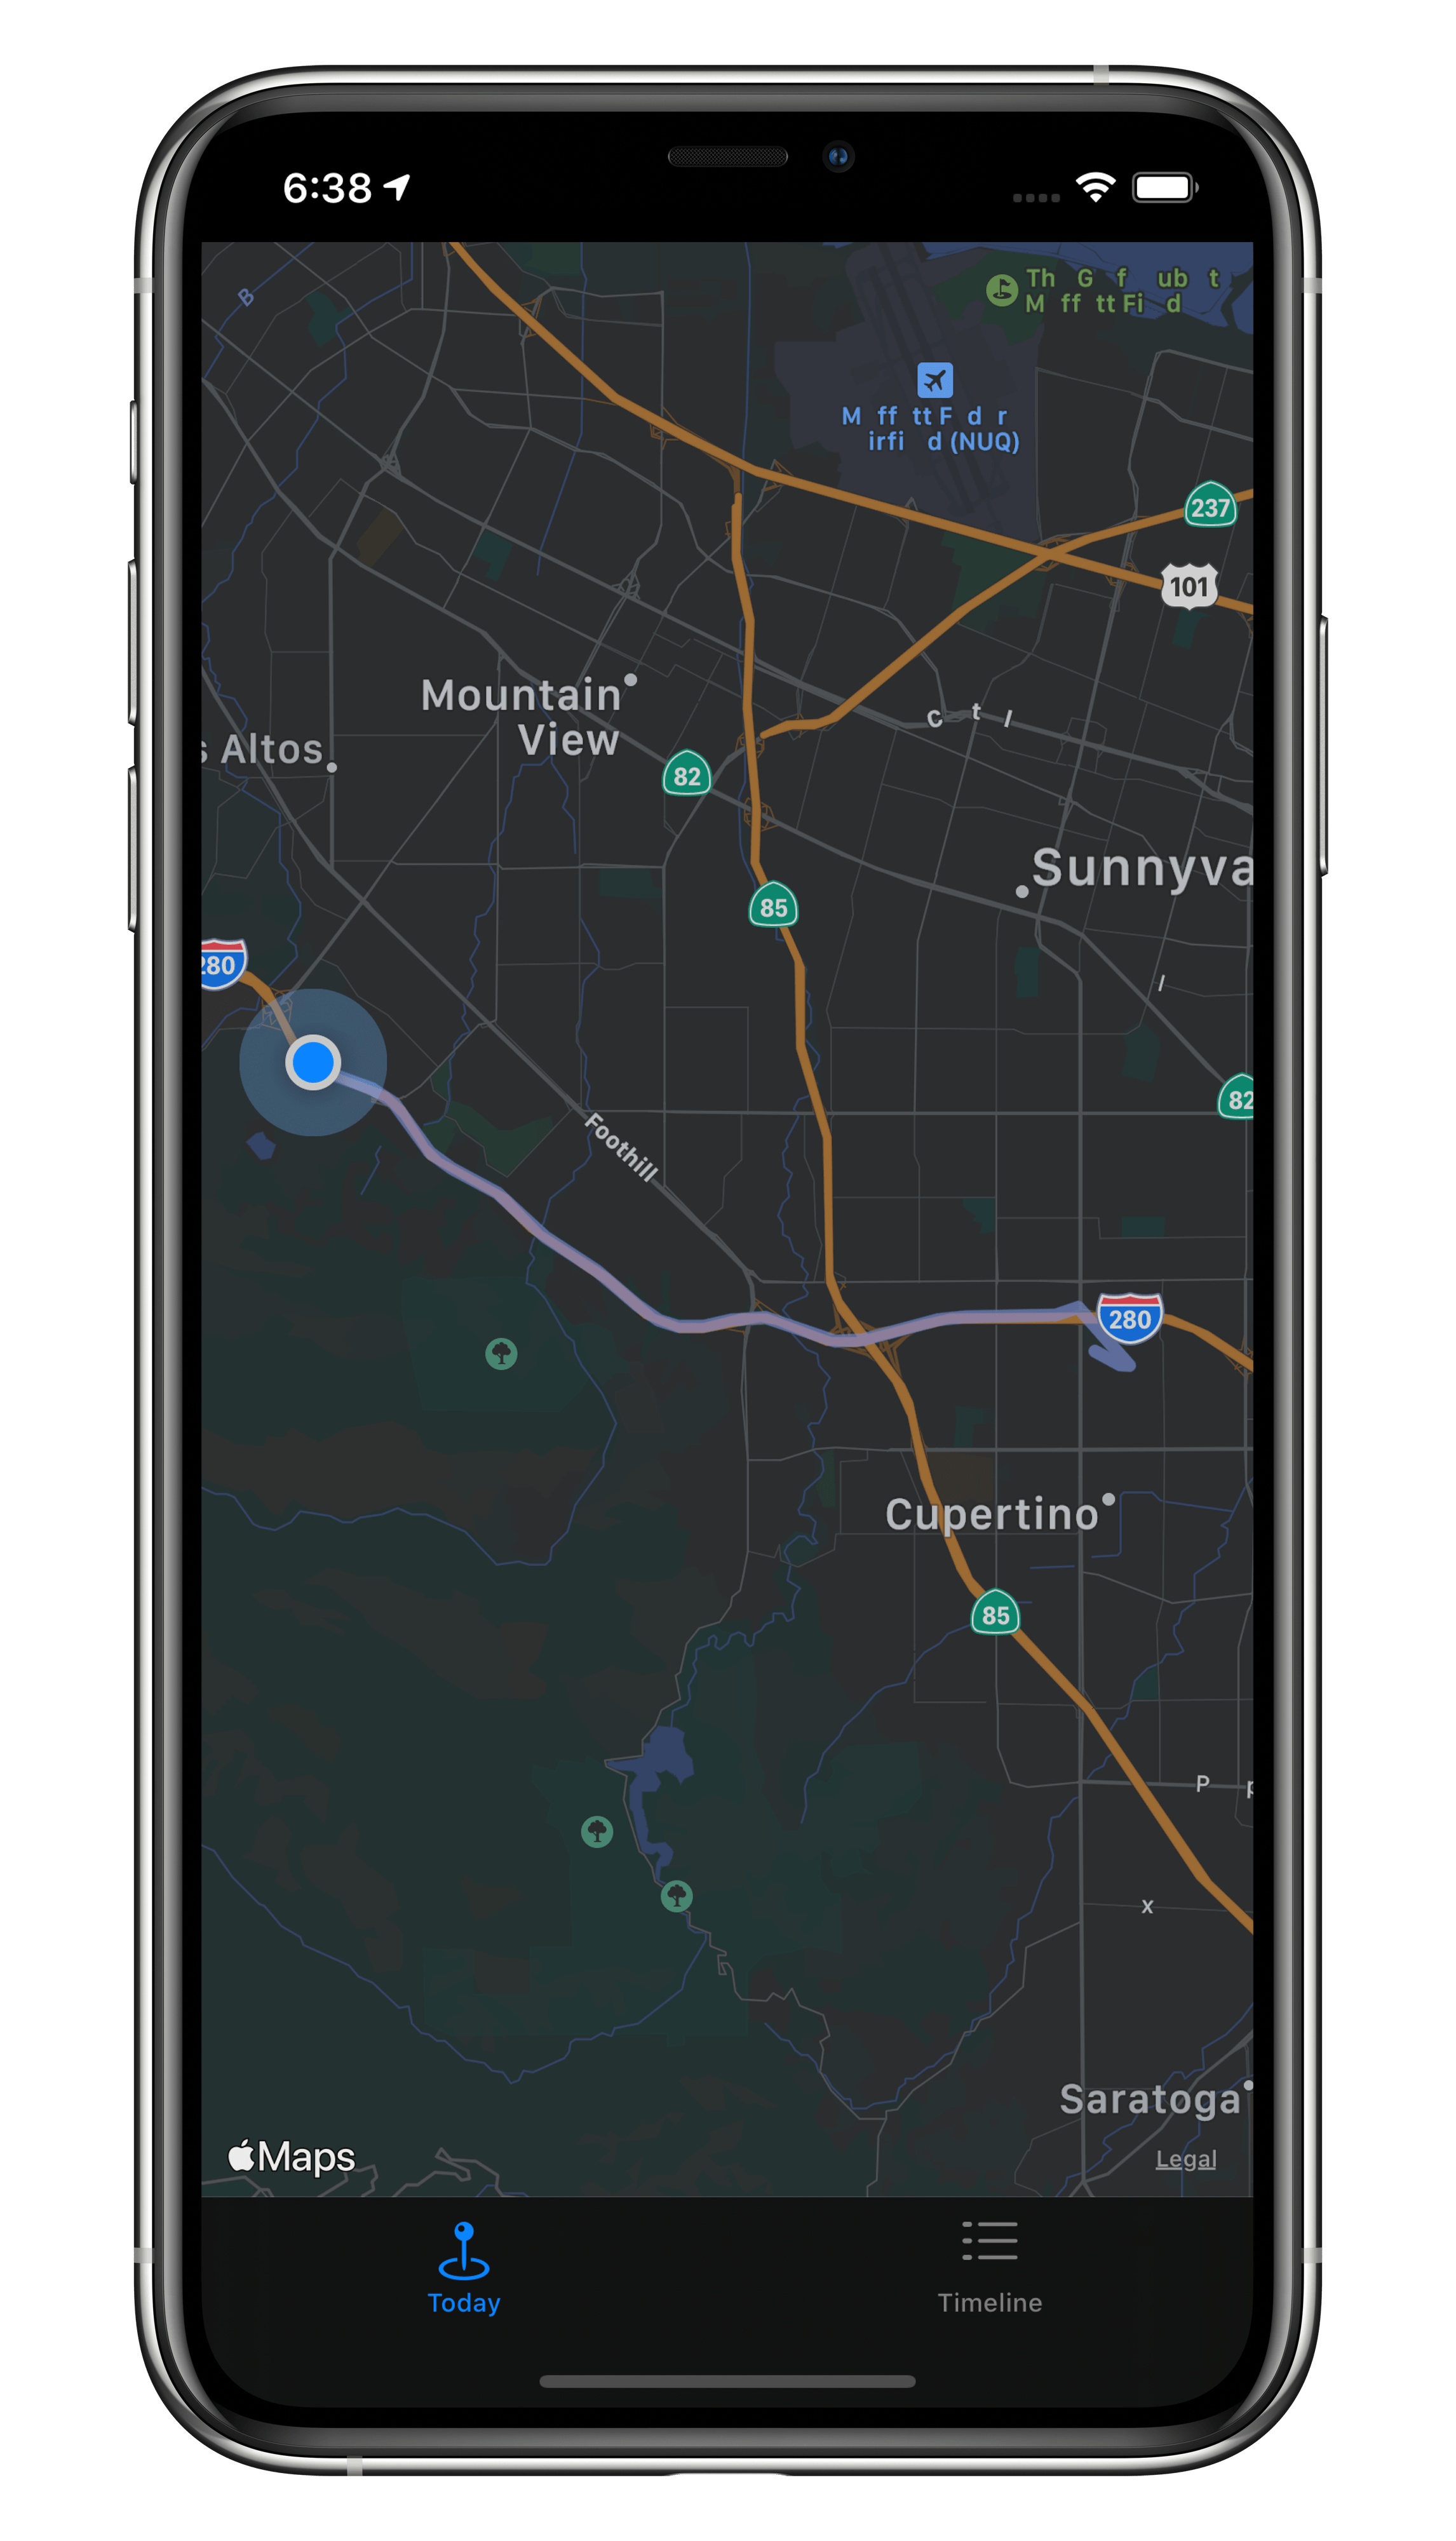 6:38
B
Th G f ub t
M ff tt Fi d
M ff tt F d r
irfi d (NUQ)
237
101
Mountain
View
C t l
s Altos
82
Sunnyva
85
280
l
82
Foothill
280
Cupertino
85
P p
x
Saratoga
Maps
Legal
Today
Timeline